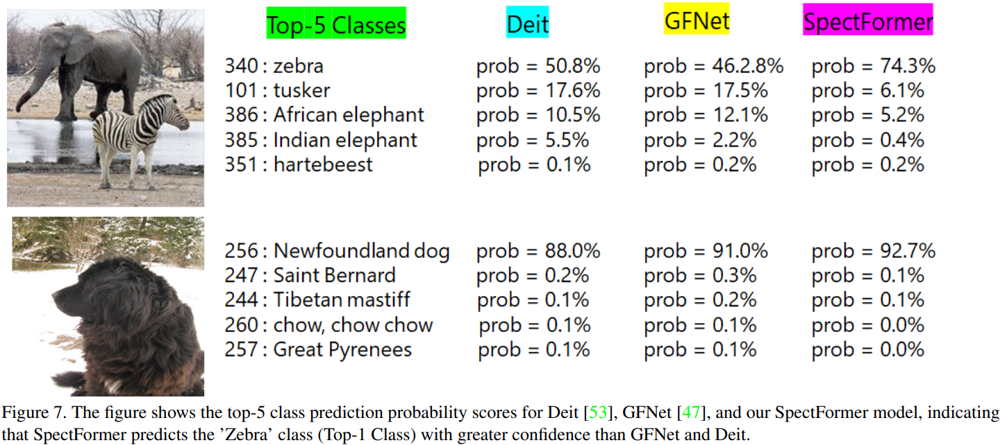 Top-5 Classes Deit GFNet SpectFormer
340 : zebra prob = 50.8% prob = 46.2.8% prob = 74.3%
101 : tusker prob = 17.6% prob = 17.5% prob = 6.1%
386 : African elephant prob = 10.5% prob = 12.1% prob = 5.2%
385 : Indian elephant prob = 5.5% prob = 2.2% prob = 0.4%
351 : hartebeest prob = 0.1% prob = 0.2% prob = 0.2%
256 : Newfoundland dog prob = 88.0% prob = 91.0% prob = 92.7%
247 : Saint Bernard prob = 0.2% prob = 0.3% prob = 0.1%
244 : Tibetan mastiff prob = 0.1% prob = 0.2% prob = 0.1%
260 : chow, chow chow prob = 0.1% prob = 0.1% prob = 0.0%
257 : Great Pyrenees prob = 0.1% prob = 0.1% prob = 0.0%
Figure 7. The figure shows the top-5 class prediction probability scores for Deit [53], GFNet [47], and our SpectFormer model, indicating
that SpectFormer predicts the ’Zebra’ class (Top-1 Class) with greater confidence than GFNet and Deit.